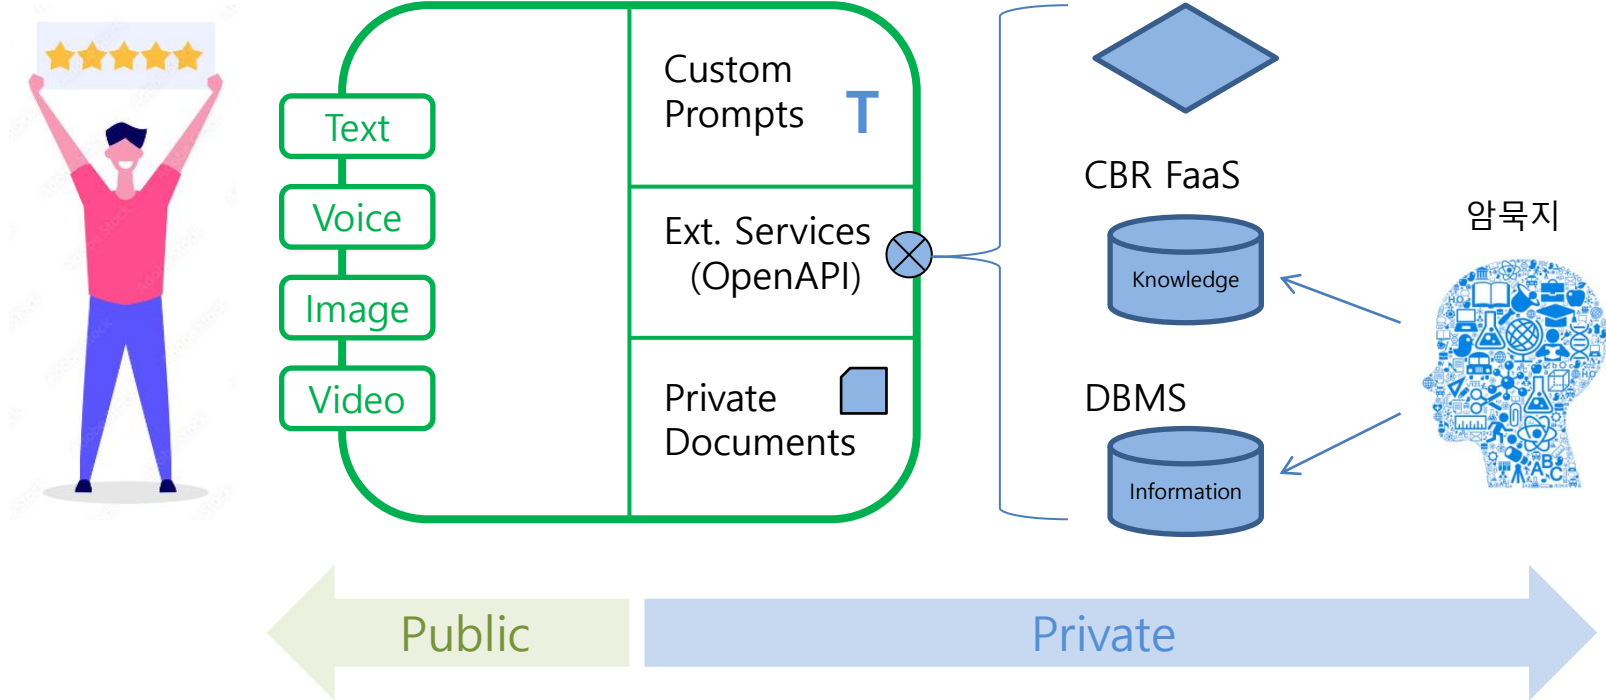 Text
Voice
Image
Video
Custom
Prompts
T
Ext. Services
(OpenAPI)
Private
Documents
CBR FaaS
Knowledge
DBMS
Information
암묵지
Public
Private